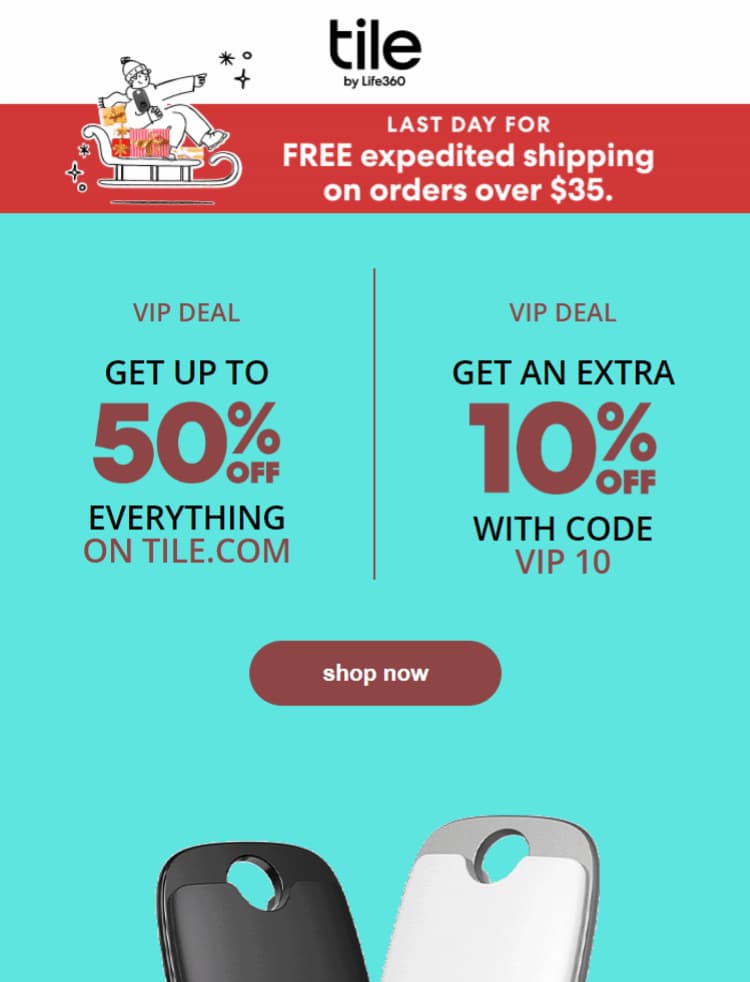 tile
by Life360
LAST DAY FOR
FREE expedited shipping
on orders over $35.
VIP DEAL
GET UP TO
50%
OFF
EVERYTHING
ON TILE.COM
VIP DEAL
GET AN EXTRA
10%
OFF
WITH CODE
VIP 10
shop now